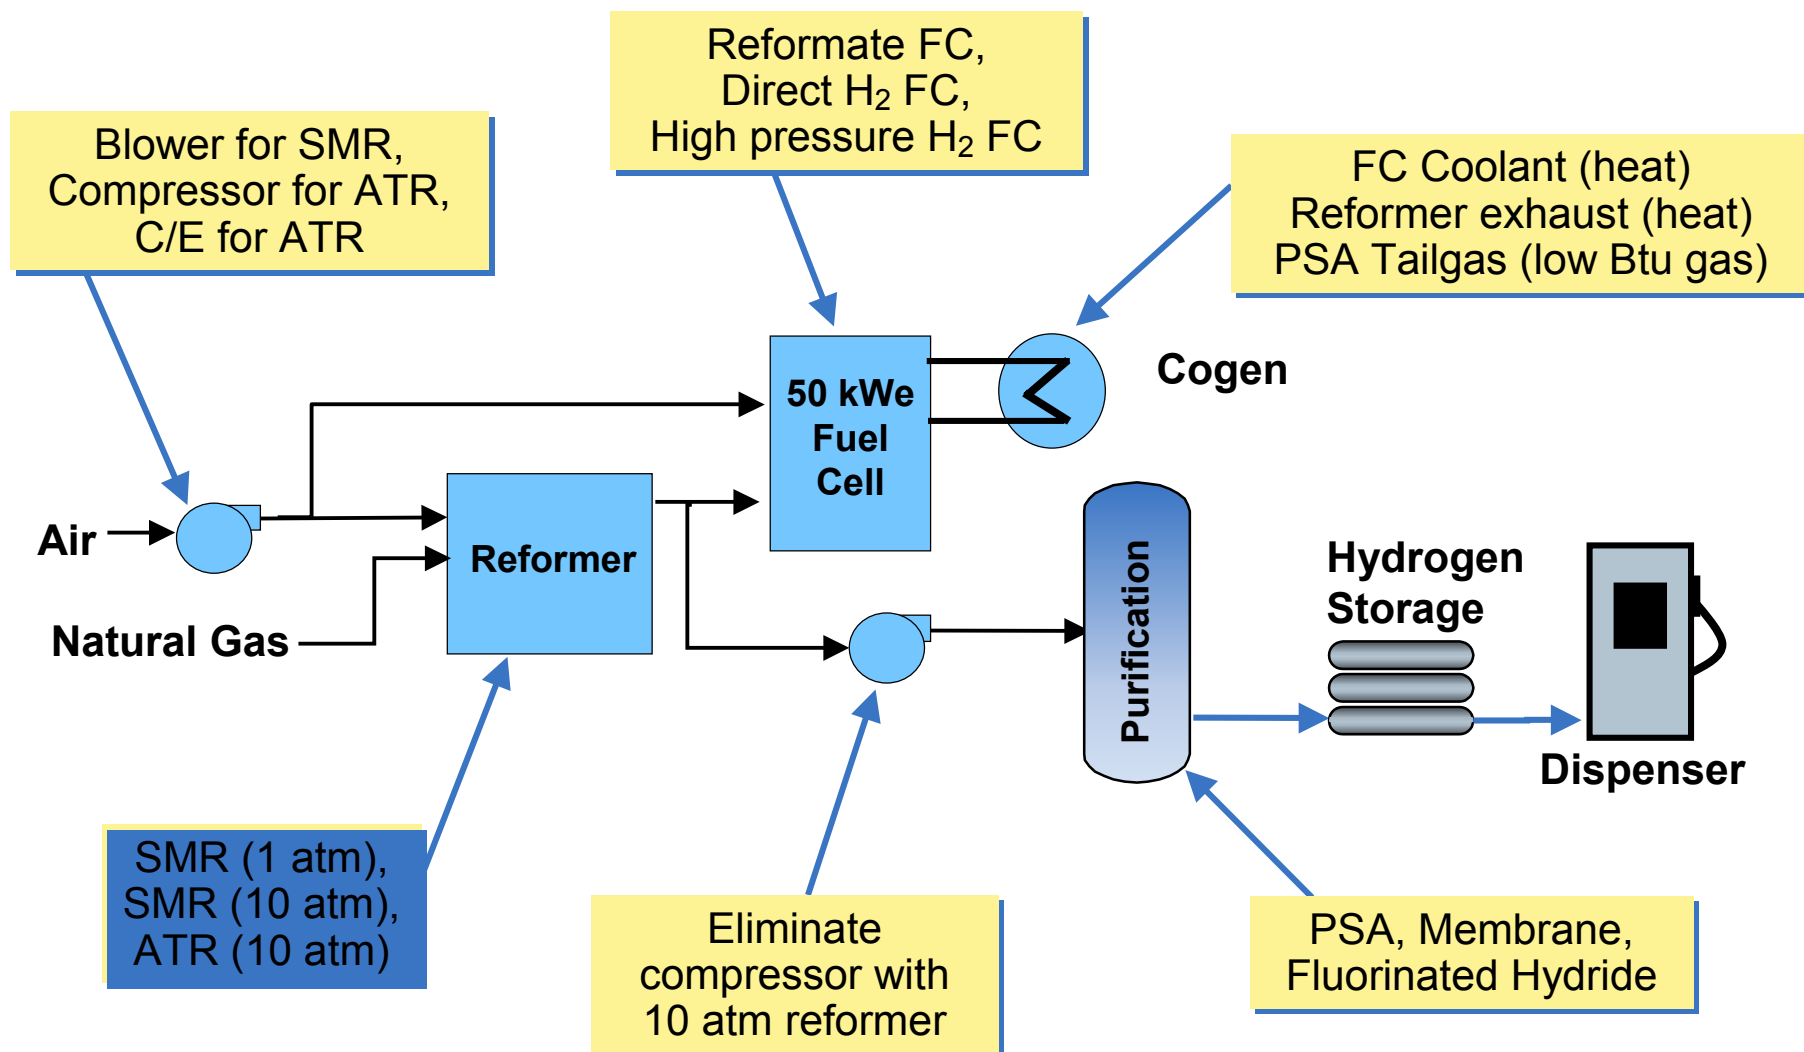 Reformate FC,
Direct H₂ FC,
High pressure H₂ FC
Blower for SMR,
Compressor for ATR,
C/E for ATR
FC Coolant (heat)
Reformer exhaust (heat)
PSA Tailgas (low Btu gas)
50 kWe
Fuel
Cell
Cogen
Air
Reformer
Natural Gas
Purification
Hydrogen
Storage
Dispenser
SMR (1 atm),
SMR (10 atm),
ATR (10 atm)
Eliminate
compressor with
10 atm reformer
PSA, Membrane,
Fluorinated Hydride